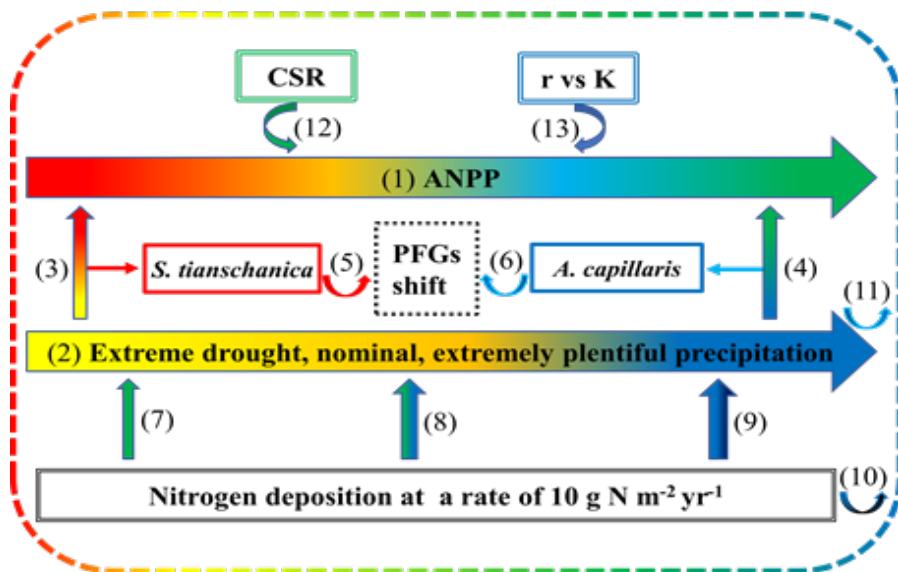 CSR
r vs K
(12)
(13)
(1) ANPP
(3)
S. tianschanica
(5)
PFGs
shift
(6)
A. capillaris
(4)
(11)
(2) Extreme drought, nominal, extremely plentiful precipitation
(7)
(8)
(9)
Nitrogen deposition at a rate of 10 g N m⁻² yr⁻¹
(10)